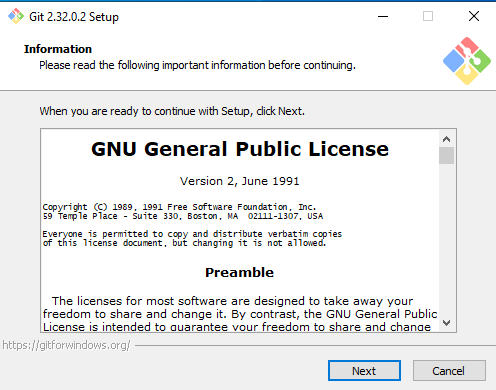 Git 2.32.0.2 Setup
Information
Please read the following important information before continuing.
When you are ready to continue with Setup, click Next.
GNU General Public License
Version 2, June 1991
Copyright (C) 1989, 1991 Free Software Foundation, Inc.
59 Temple Place - Suite 330, Boston, MA  02111-1307, USA
Everyone is permitted to copy and distribute verbatim copies
of this license document, but changing it is not allowed.
Preamble
The licenses for most software are designed to take away your
freedom to share and change it. By contrast, the GNU General Public
License is intended to guarantee your freedom to share and change
https://gitforwindows.org/
Next
Cancel